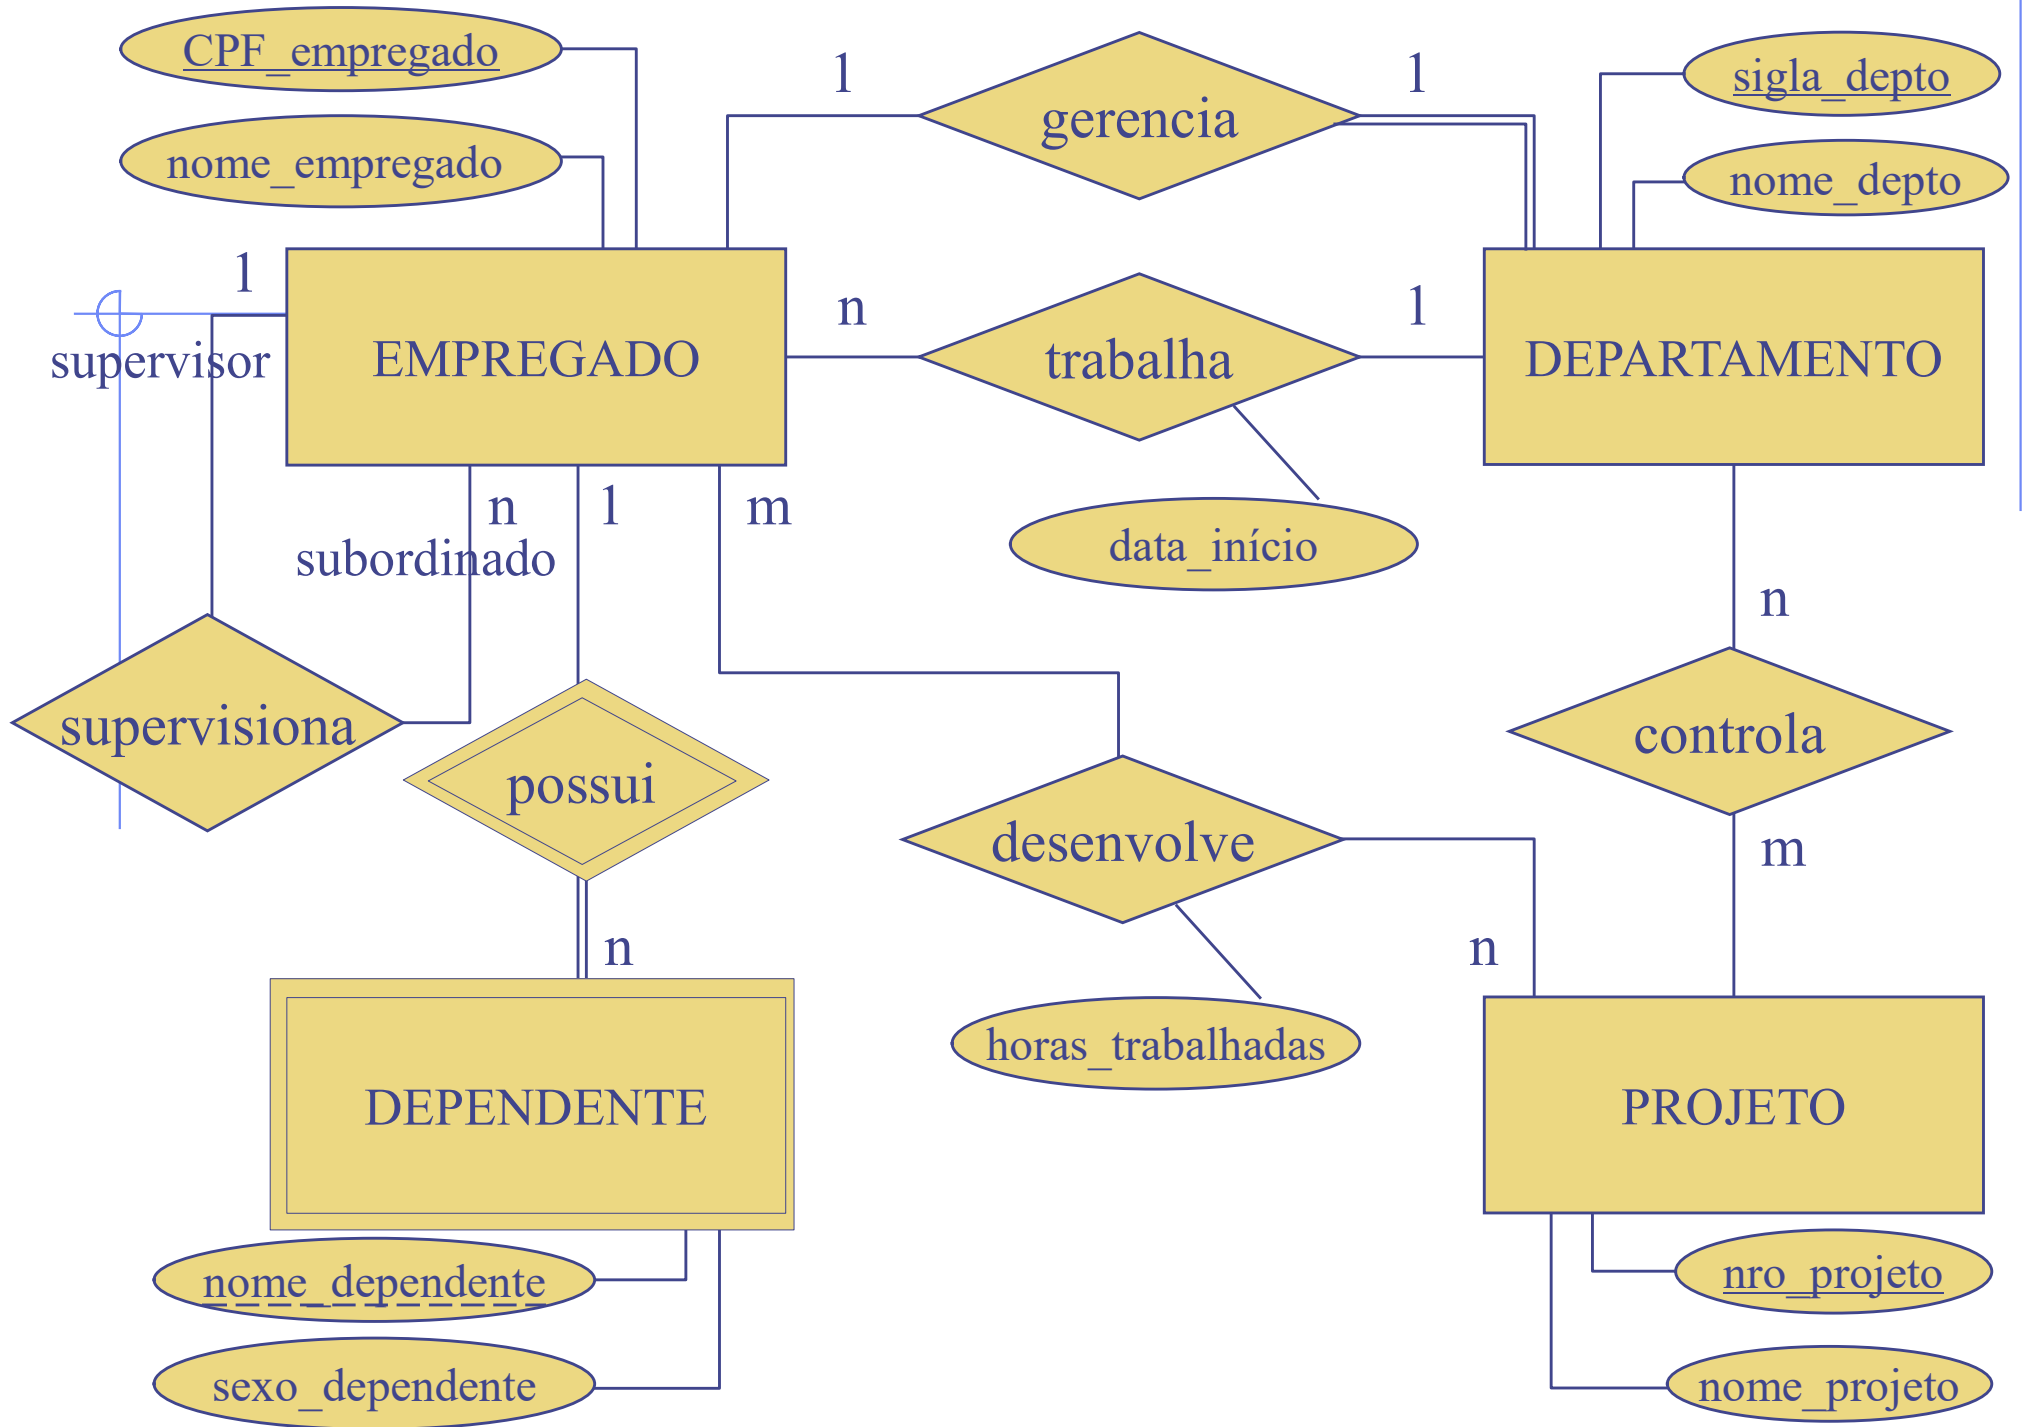 CPF_empregado
nome_empregado
1
gerencia
1
sigla_depto
nome_depto
1
supervisor
EMPREGADO
n
trabalha
1
DEPARTAMENTO
n
subordinado
1
m
data_início
n
supervisiona
possui
desenvolve
controla
m
n
n
horas_trabalhadas
DEPENDENTE
PROJETO
nome_dependente
sexo_dependente
nro_projeto
nome_projeto